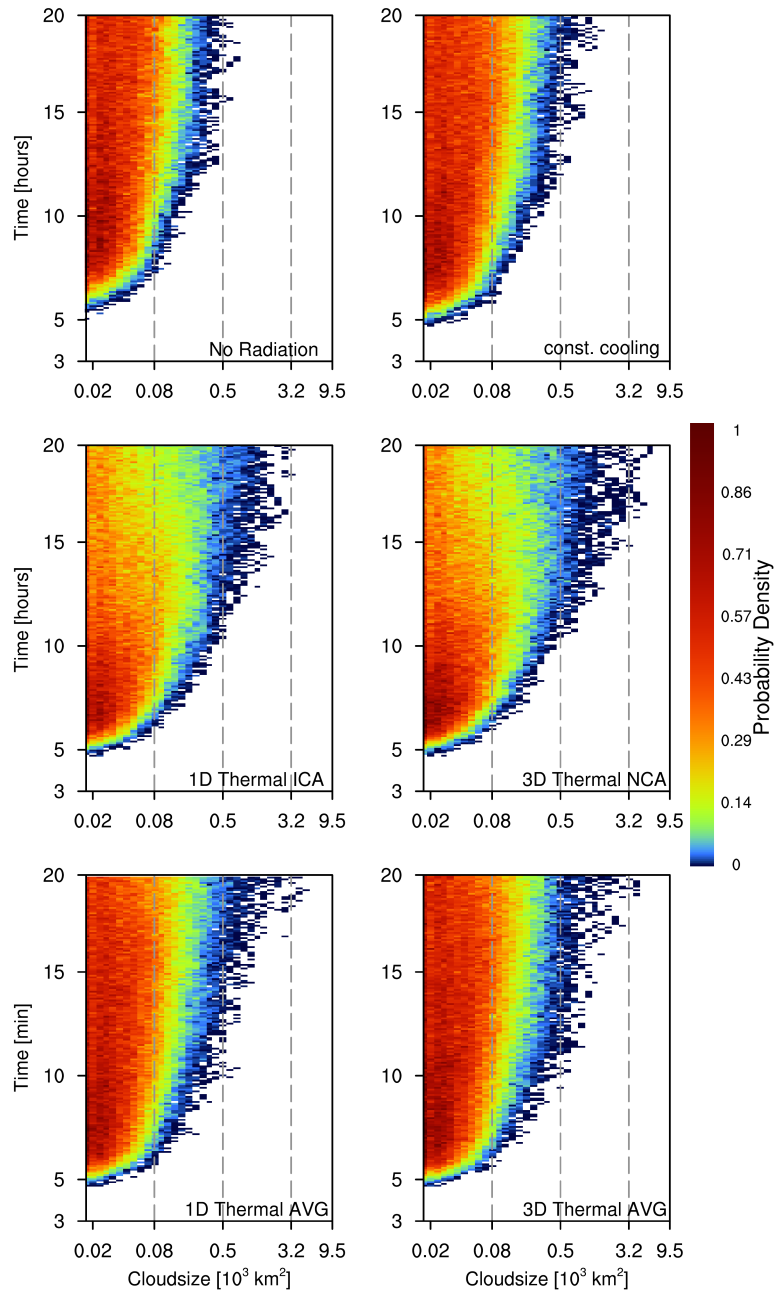 20
15
10
5
3
Time [hours]
No Radiation
0.02 0.08 0.5 3.2 9.5
20
15
10
5
3
const. cooling
0.02 0.08 0.5 3.2 9.5
20
15
10
5
3
Time [hours]
1D Thermal ICA
0.02 0.08 0.5 3.2 9.5
20
15
10
5
3
3D Thermal NCA
0.02 0.08 0.5 3.2 9.5
1
0.86
0.71
0.57
0.43
0.29
0.14
0
Probability Density
20
15
10
5
3
Time [min]
1D Thermal AVG
0.02 0.08 0.5 3.2 9.5
Cloudsize [10³ km²]
20
15
10
5
3
3D Thermal AVG
0.02 0.08 0.5 3.2 9.5
Cloudsize [10³ km²]